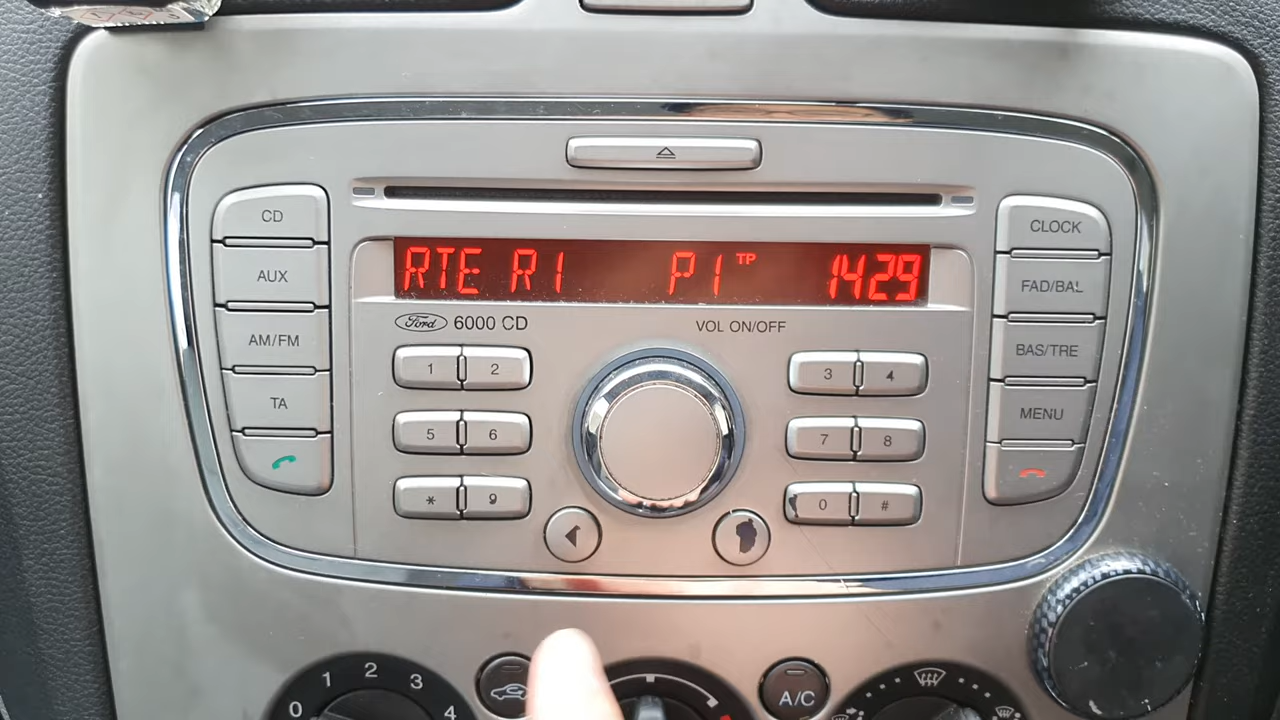 CD
AUX
AM/FM
TA
RTE R1 P1 TP 1429
Ford 6000 CD
VOL ON/OFF
1 2
3 4
5 6
7 8
* 9
0 #
CLOCK
FAD/BAL
BAS/TRE
MENU
0 1 2 3 4
A/C